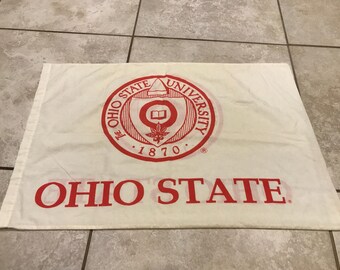 THE OHIO STATE UNIVERSITY
· 1870 ·
OHIO STATE